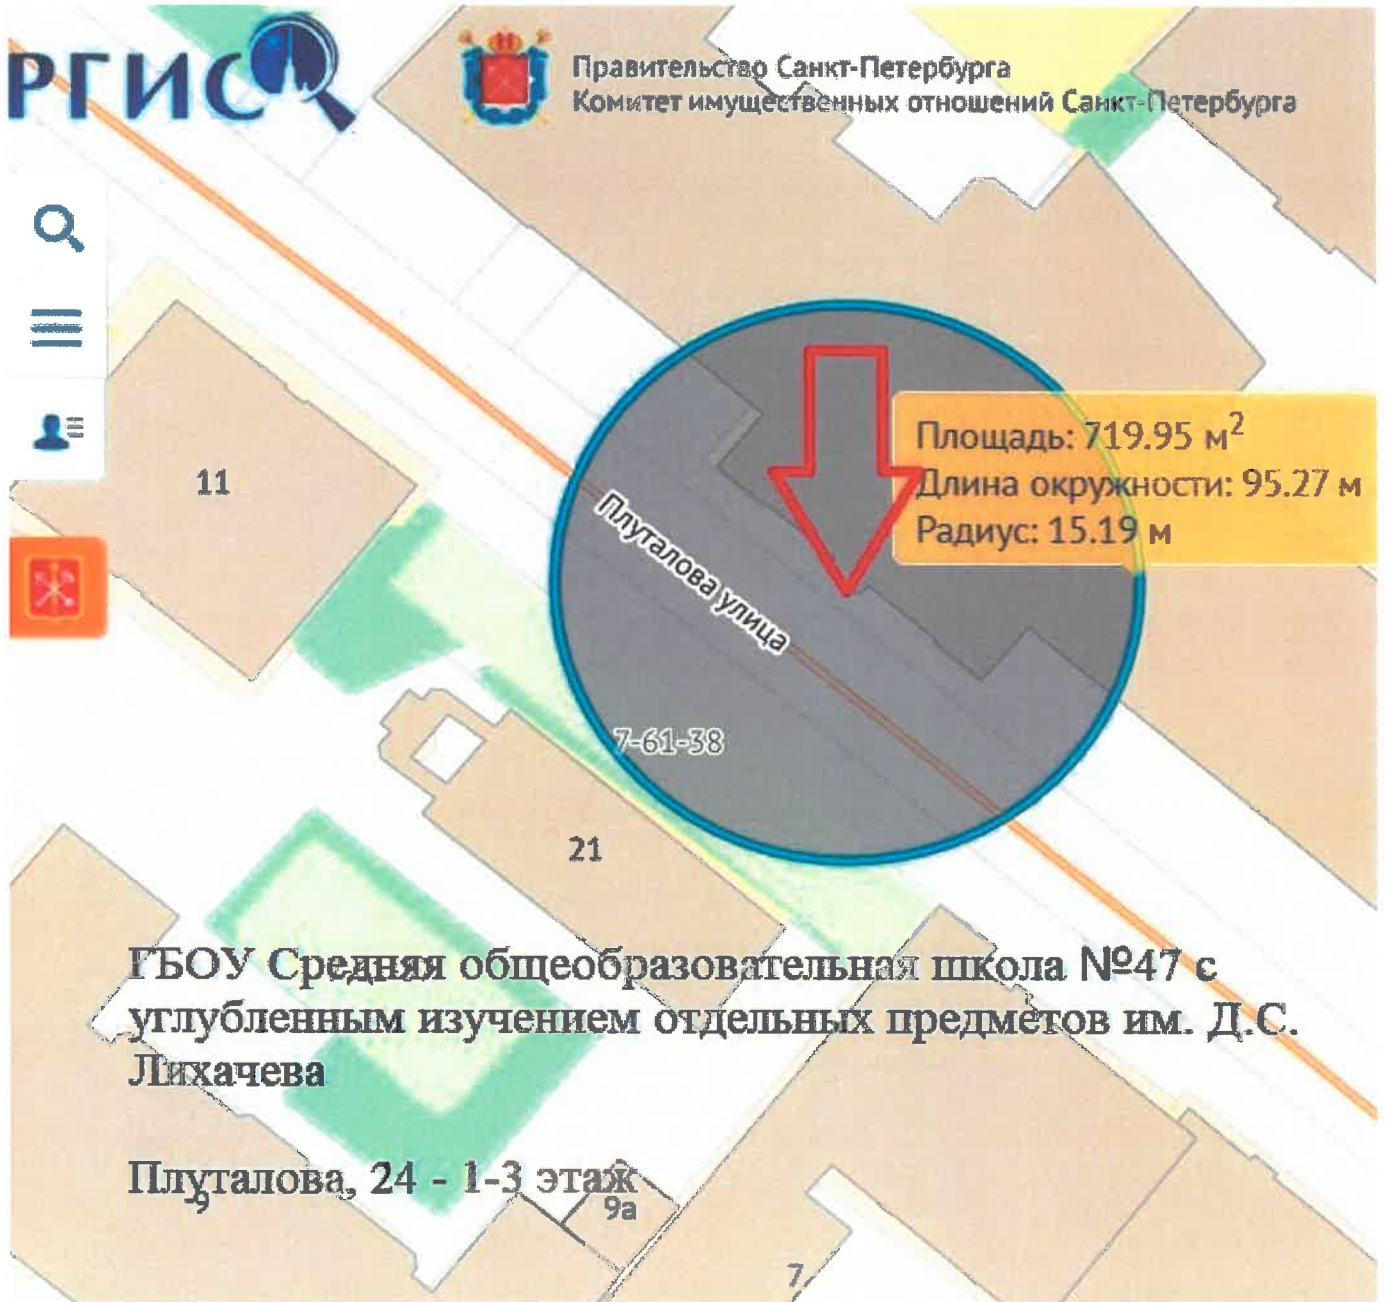 РГИС
Правительство Санкт-Петербурга
Комитет имущественных отношений Санкт-Петербурга
Площадь: 719.95 м²
Длина окружности: 95.27 м
Радиус: 15.19 м
11
Плуталова улица
7-61-38
21
ГБОУ Средняя общеобразовательная школа №47 с
углубленным изучением отдельных предметов им. Д.С.
Лихачева
Плуталова, 24 - 1-3 этаж
9
9а
7